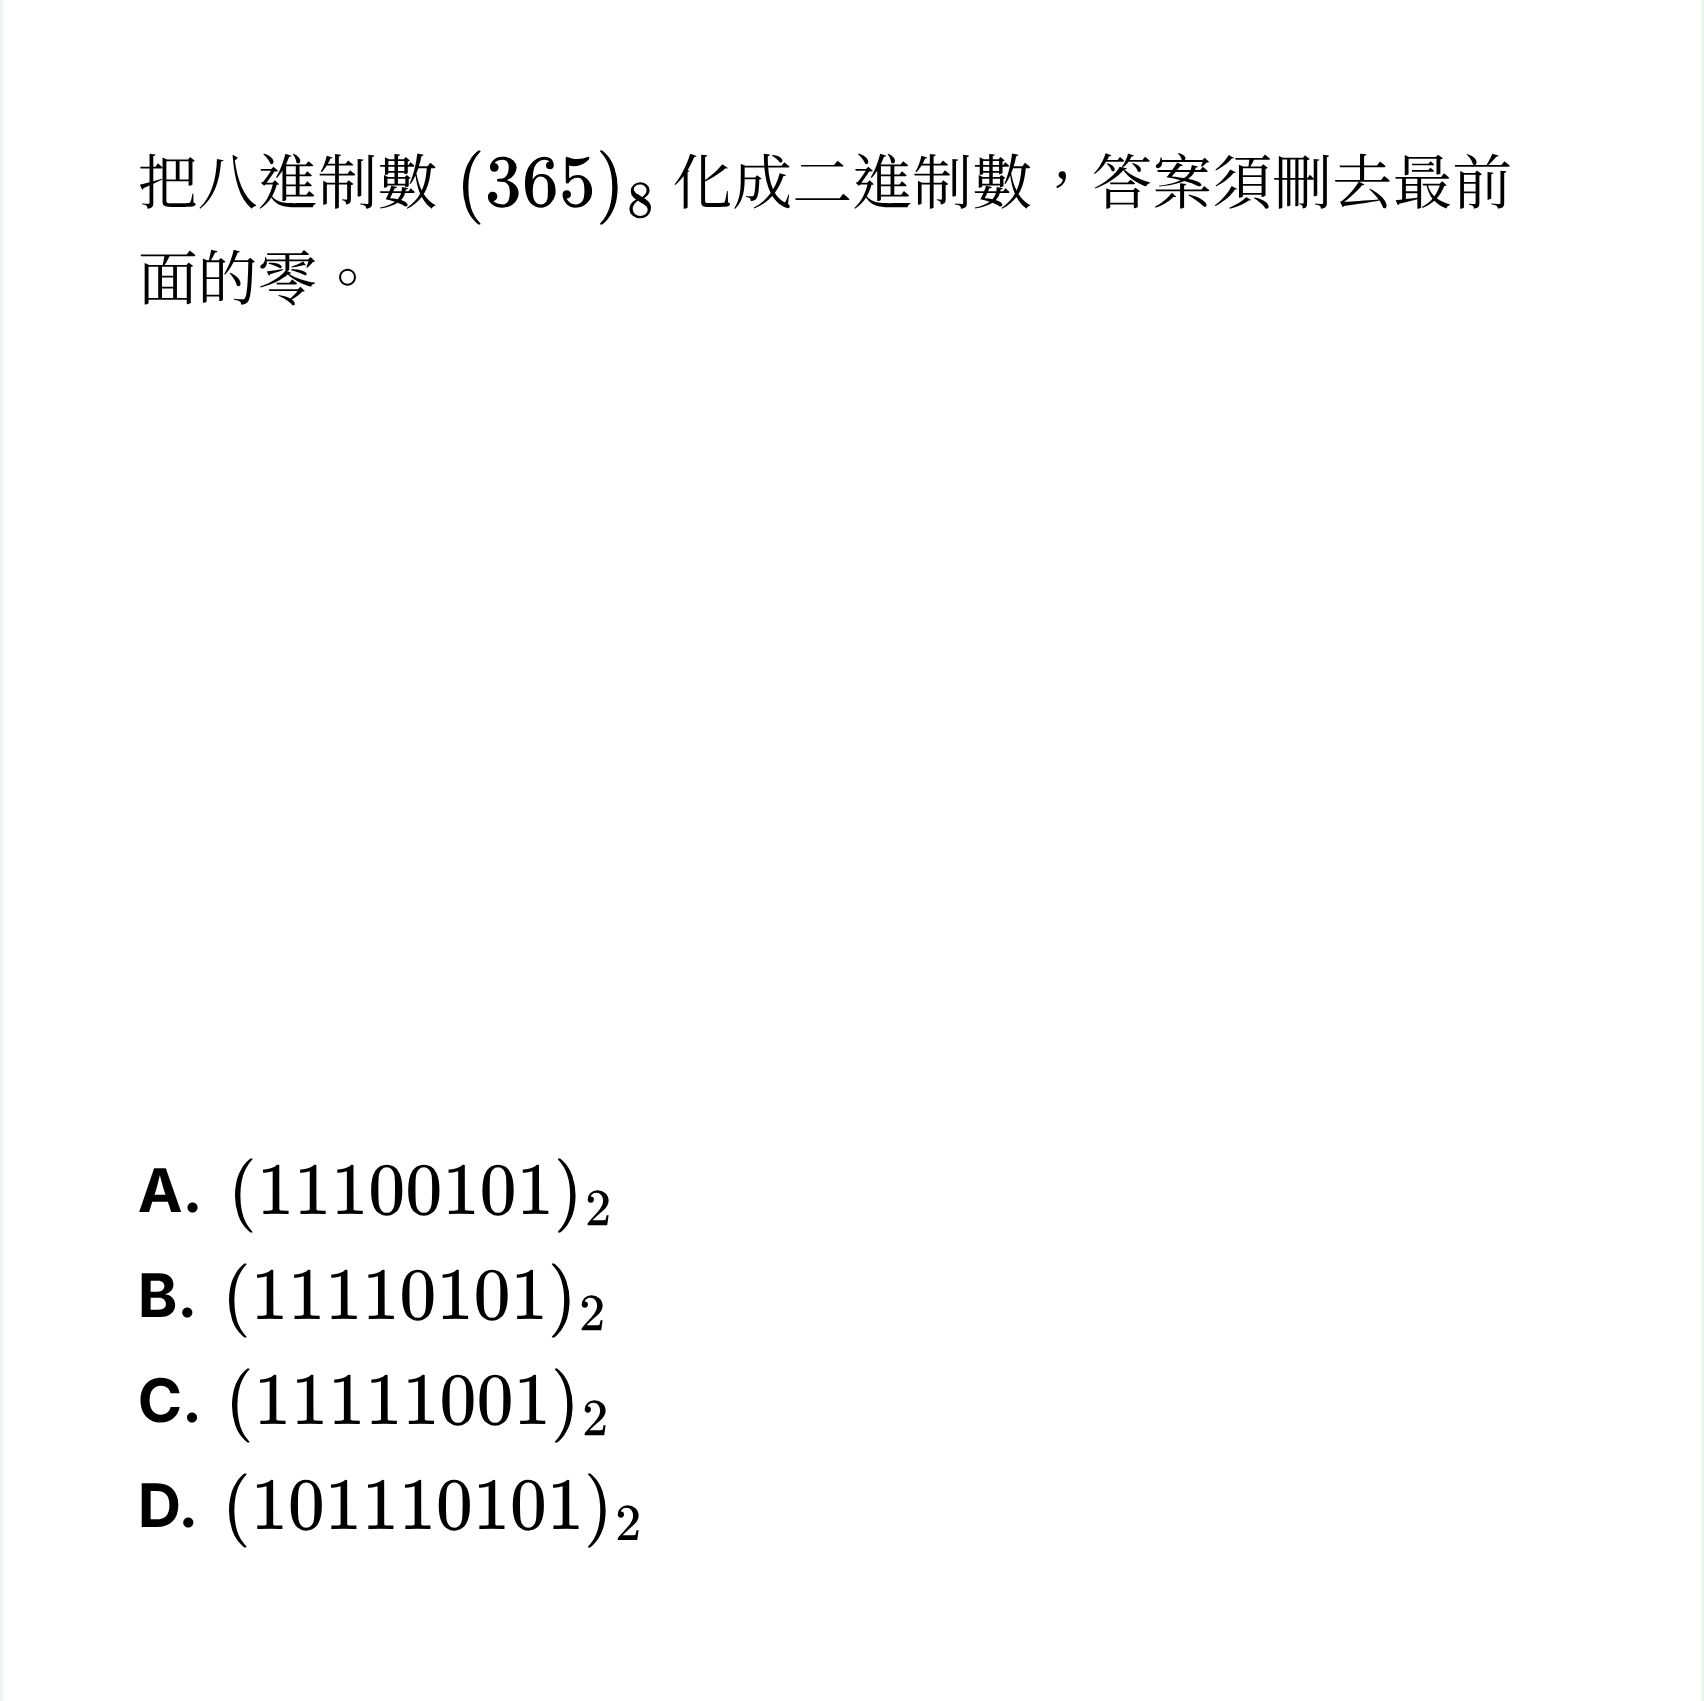 把八進制數 (365)₈ 化成二進制數，答案須刪去最前
面的零。
A. (11100101)₂
B. (11110101)₂
C. (11111001)₂
D. (101110101)₂